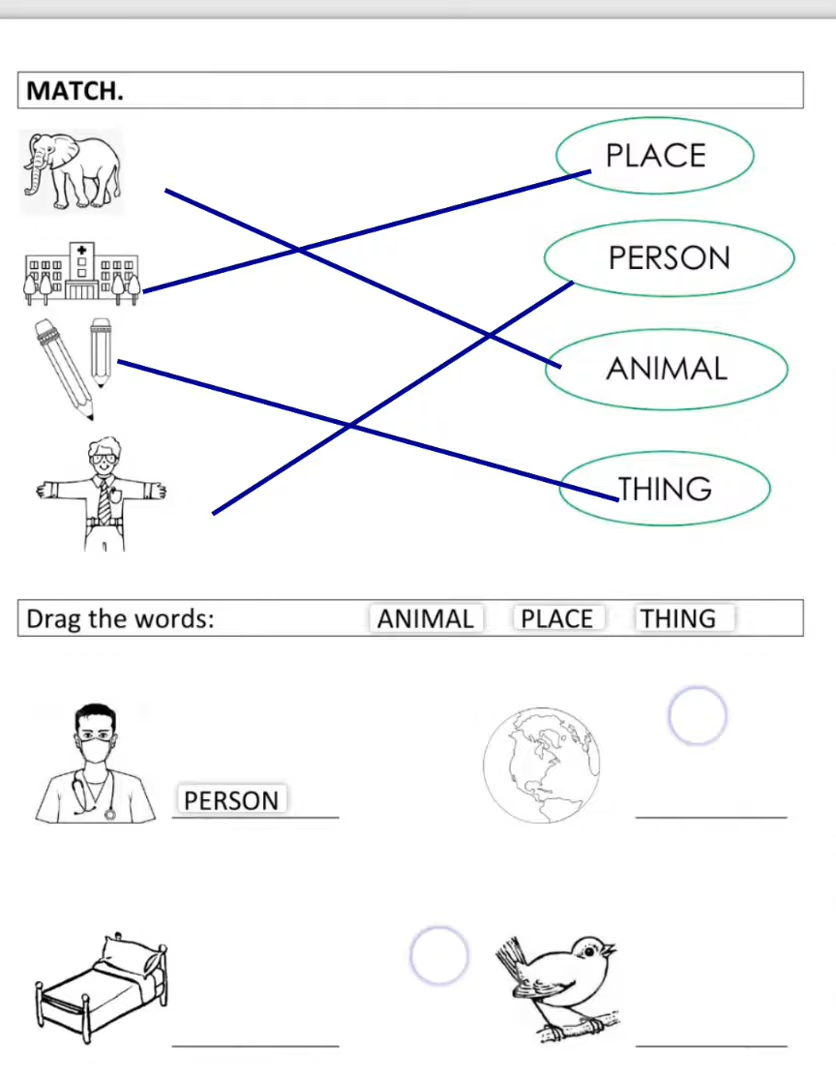 MATCH.
PLACE
PERSON
ANIMAL
THING
Drag the words: ANIMAL PLACE THING
PERSON